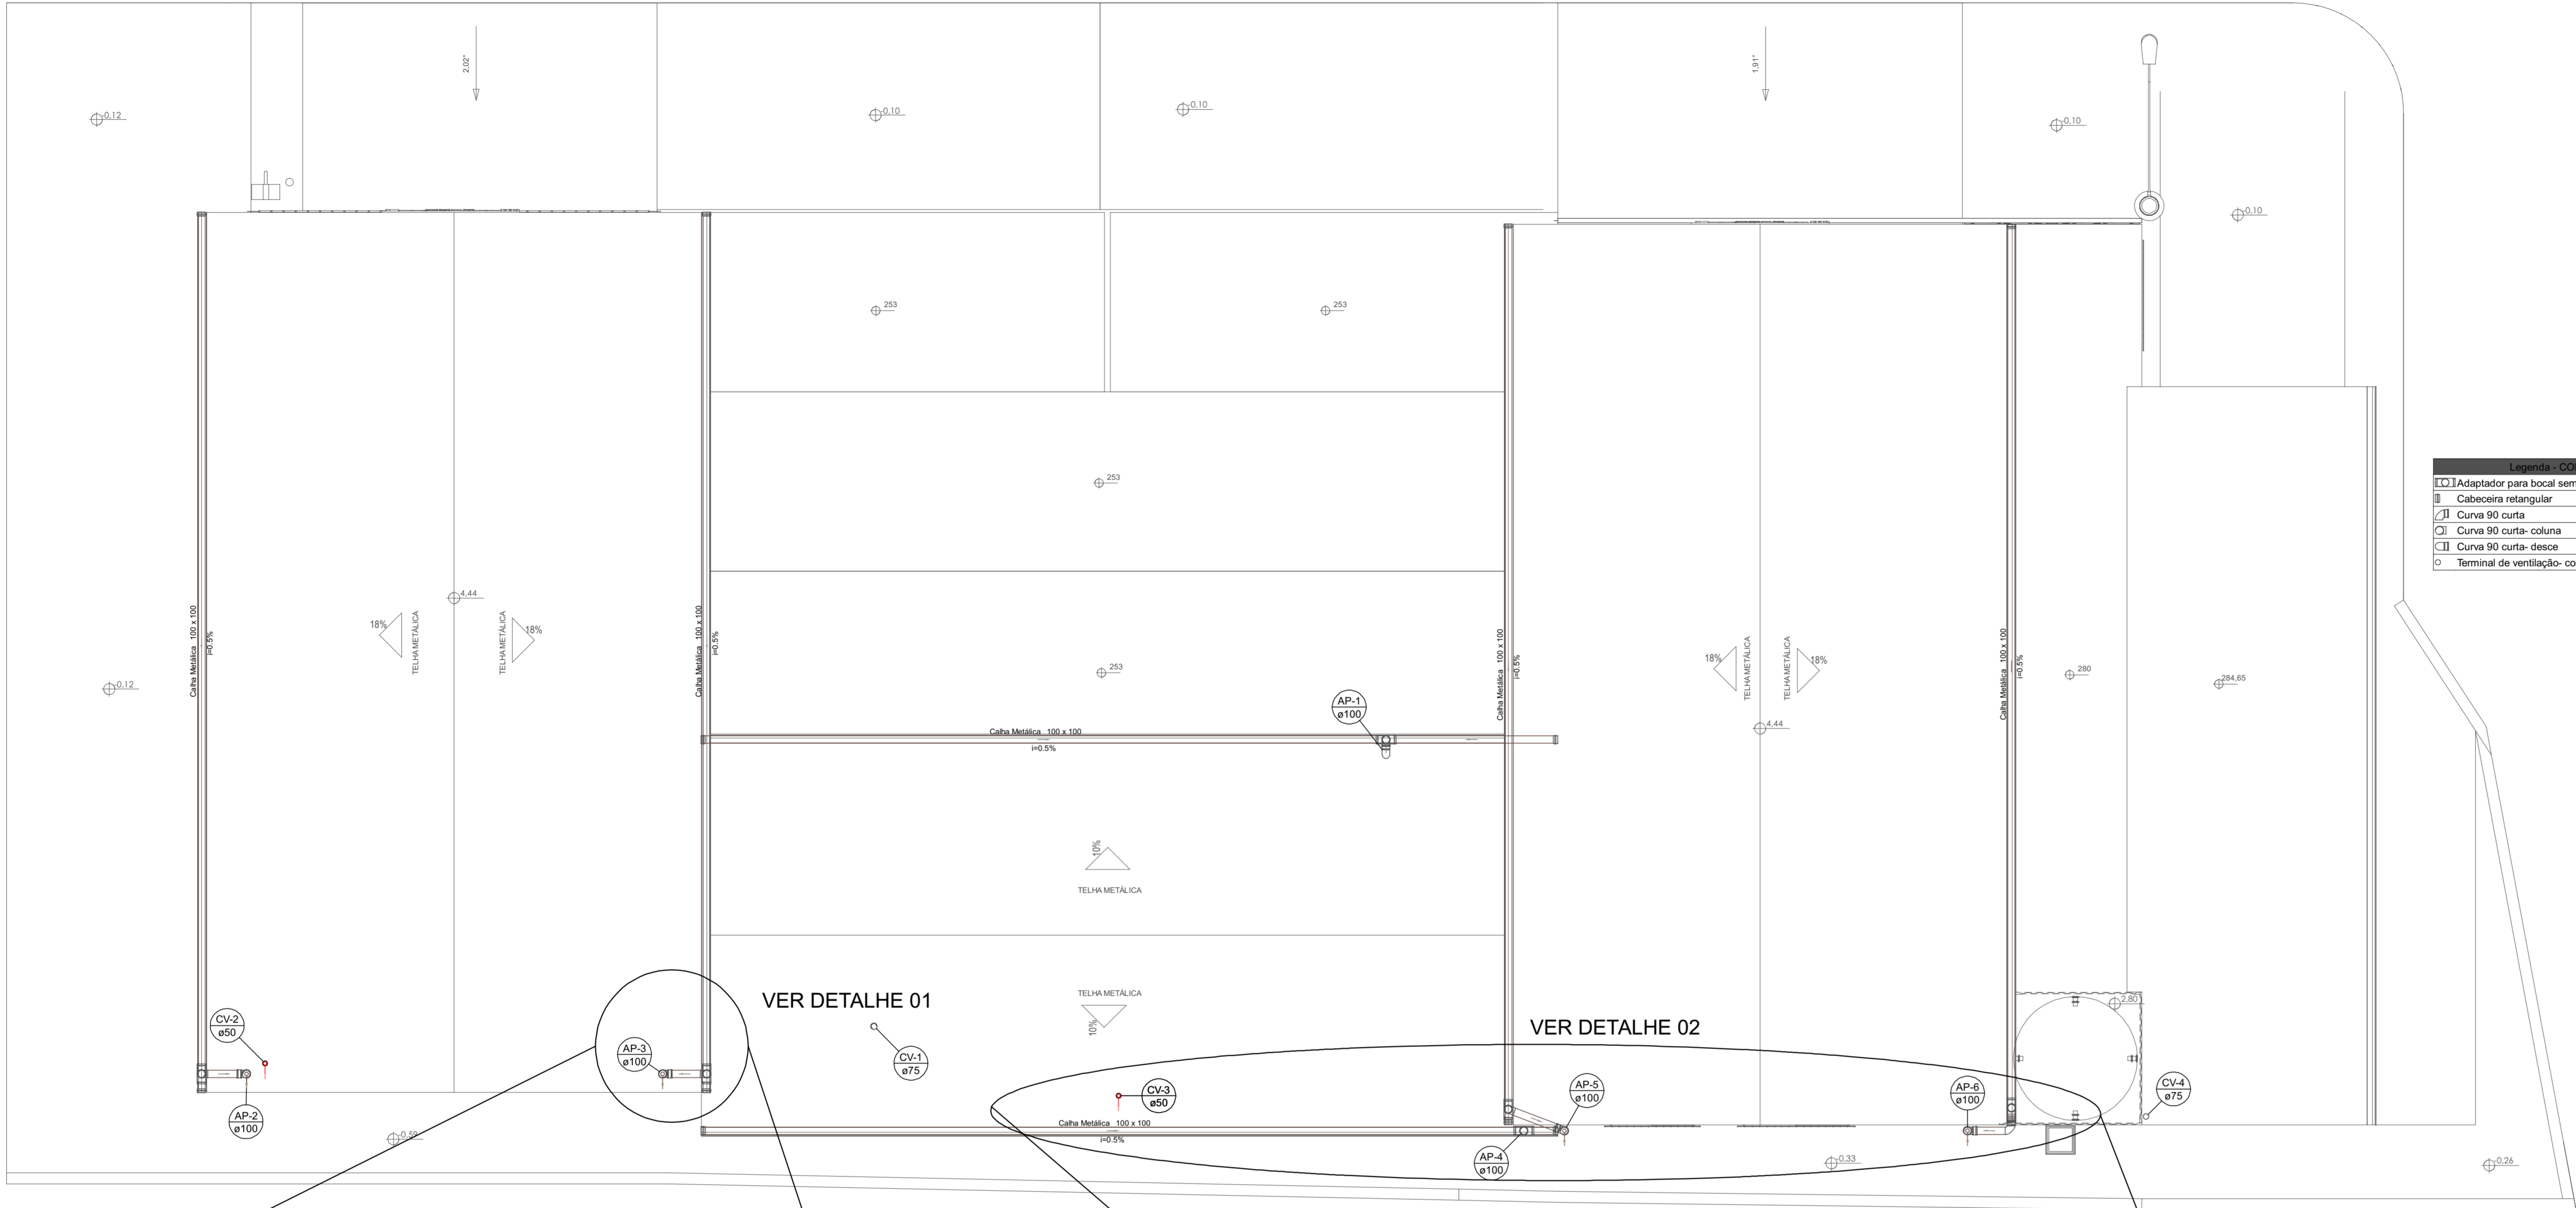 2,02°
1,91°
-0,12
-0,10
-0,10
-0,10
-0,10
253
253
Legenda - CO
Adaptador para bocal sem
Cabeceira retangular
Curva 90 curta
Curva 90 curta- coluna
Curva 90 curta- desce
Terminal de ventilação- co
253
4,44
18%
TELHA METÁLICA
TELHA METÁLICA
18%
Calha Metálica 100 x 100
i=0.5%
Calha Metálica 100 x 100
i=0.5%
-0,12
253
Calha Metálica 100 x 100
i=0.5%
18%
TELHA METÁLICA
TELHA METÁLICA
18%
4,44
Calha Metálica 100 x 100
i=0.5%
280
284,65
AP-1
ø100
Calha Metálica 100 x 100
i=0.5%
10%
TELHA METÁLICA
TELHA METÁLICA
10%
VER DETALHE 01
VER DETALHE 02
2,80
CV-2
ø50
AP-3
ø100
CV-1
ø75
CV-3
ø50
AP-5
ø100
AP-6
ø100
CV-4
ø75
AP-2
ø100
-0,59
Calha Metálica 100 x 100
i=0.5%
AP-4
ø100
-0,33
-0,26